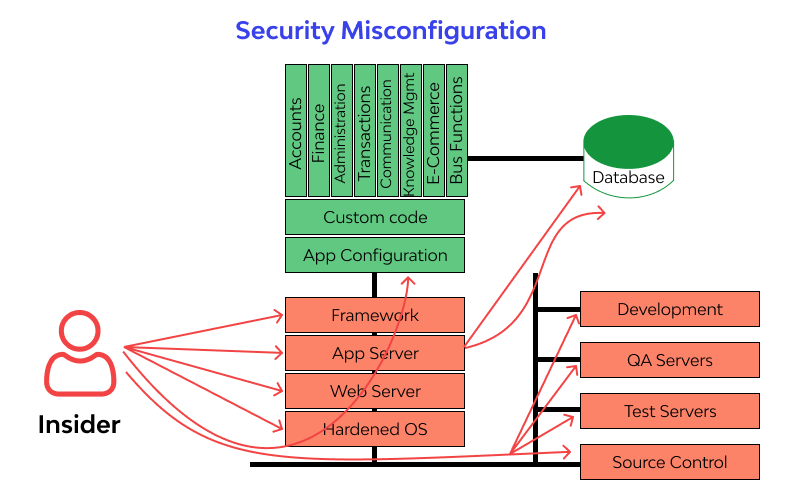 Security Misconfiguration
Accounts
Finance
Administration
Transactions
Communication
Knowledge Mgmt
E-Commerce
Bus Functions
Database
Custom code
App Configuration
Framework
App Server
Web Server
Hardened OS
Insider
Development
QA Servers
Test Servers
Source Control